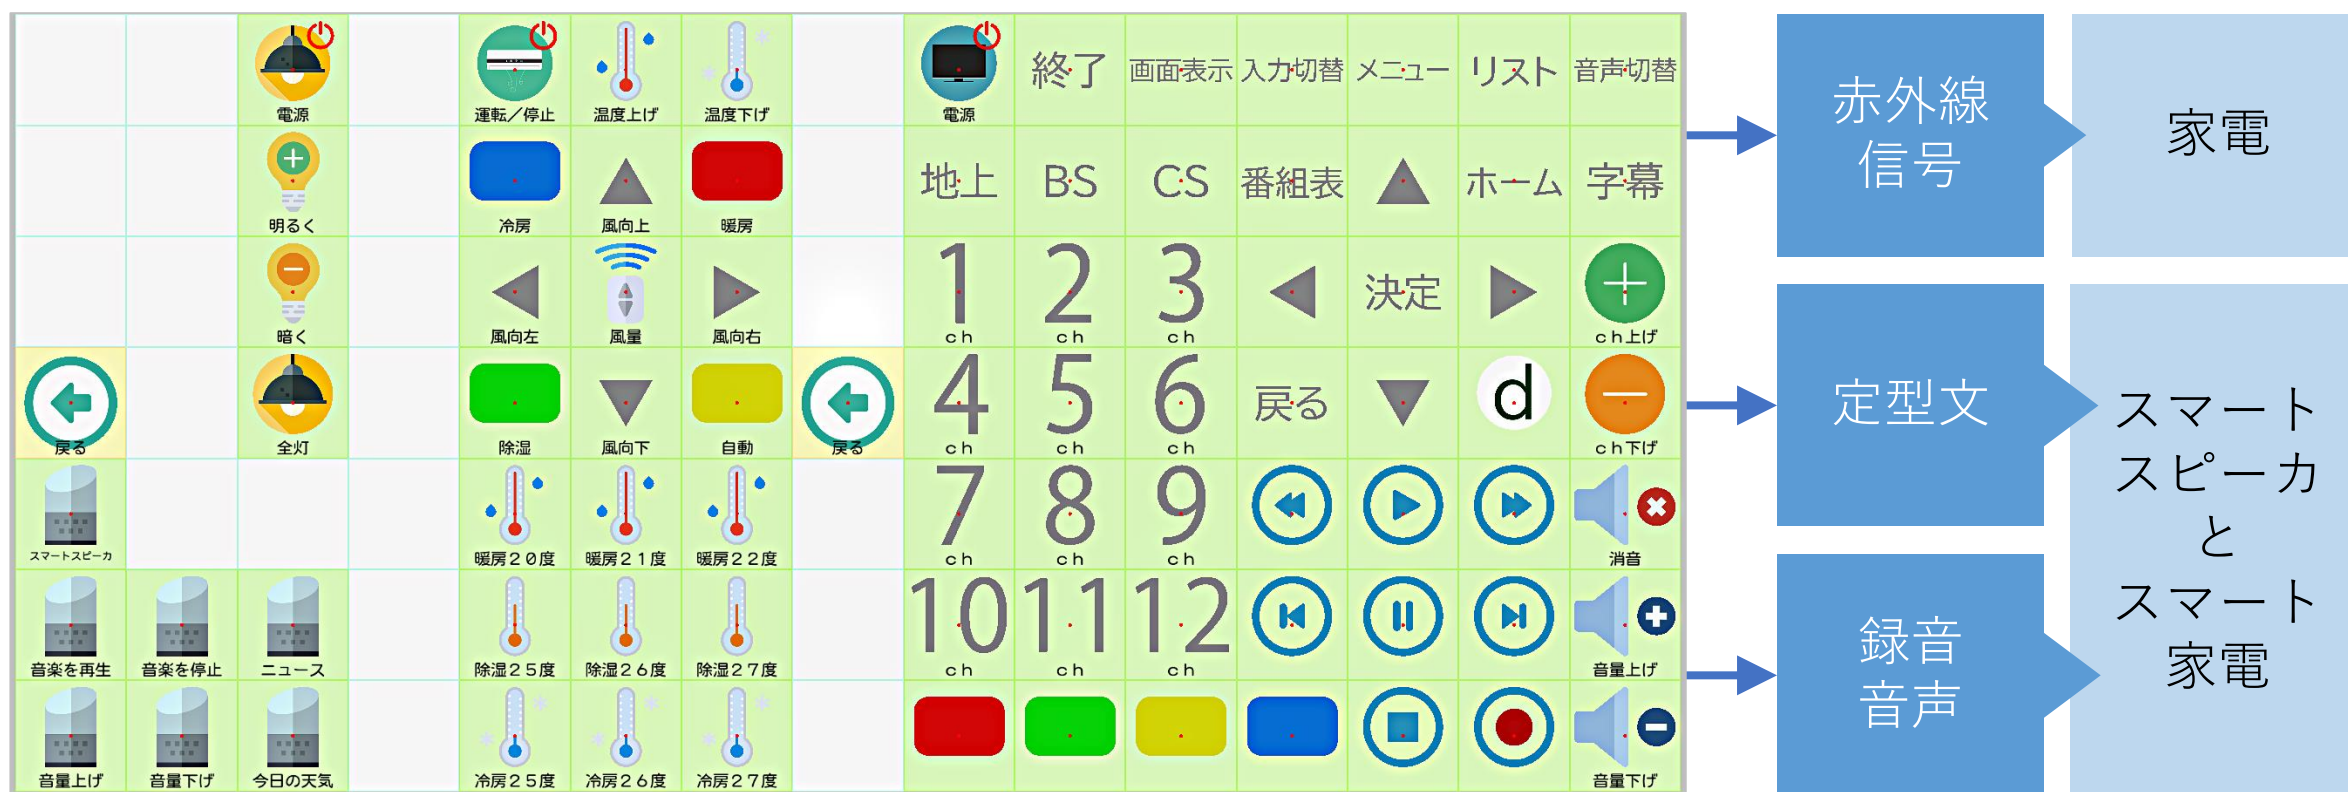 電源
運転／停止
温度上げ
温度下げ
電源
終了
画面表示
入力切替
メニュー
リスト
音声切替
明るく
冷房
風向上
暖房
地上
BS
CS
番組表
ホーム
字幕
暗く
風向左
風量
風向右
1
ch
2
ch
3
ch
決定
ch上げ
戻る
全灯
除湿
風向下
自動
戻る
4
ch
5
ch
6
ch
戻る
d
ch下げ
スマートスピーカ
暖房２０度
暖房２１度
暖房２２度
7
ch
8
ch
9
ch
消音
音楽を再生
音楽を停止
ニュース
除湿２５度
除湿２６度
除湿２７度
10
ch
11
ch
12
ch
音量上げ
音量上げ
音量下げ
今日の天気
冷房２５度
冷房２６度
冷房２７度
音量下げ
赤外線
信号
家電
定型文
録音
音声
スマート
スピーカ
と
スマート
家電